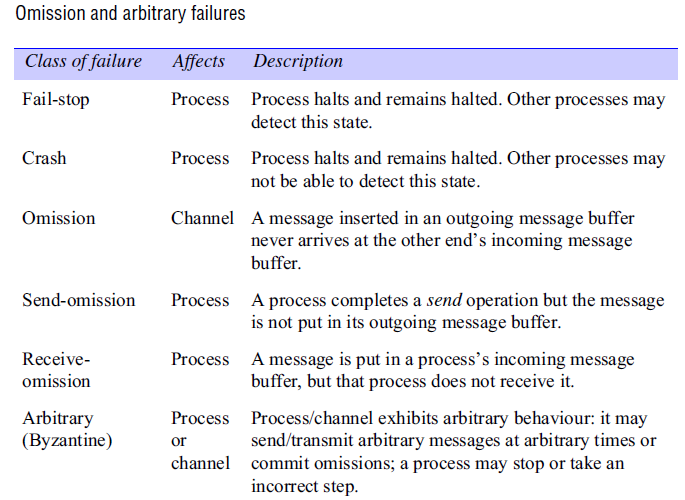 Omission and arbitrary failures
Class of failure Affects Description
Fail-stop Process Process halts and remains halted. Other processes may
detect this state.
Crash Process Process halts and remains halted. Other processes may
not be able to detect this state.
Omission Channel A message inserted in an outgoing message buffer
never arrives at the other end’s incoming message
buffer.
Send-omission Process A process completes a send operation but the message
is not put in its outgoing message buffer.
Receive- Process A message is put in a process’s incoming message
omission buffer, but that process does not receive it.
Arbitrary Process Process/channel exhibits arbitrary behaviour: it may
(Byzantine) or send/transmit arbitrary messages at arbitrary times or
channel commit omissions; a process may stop or take an
incorrect step.